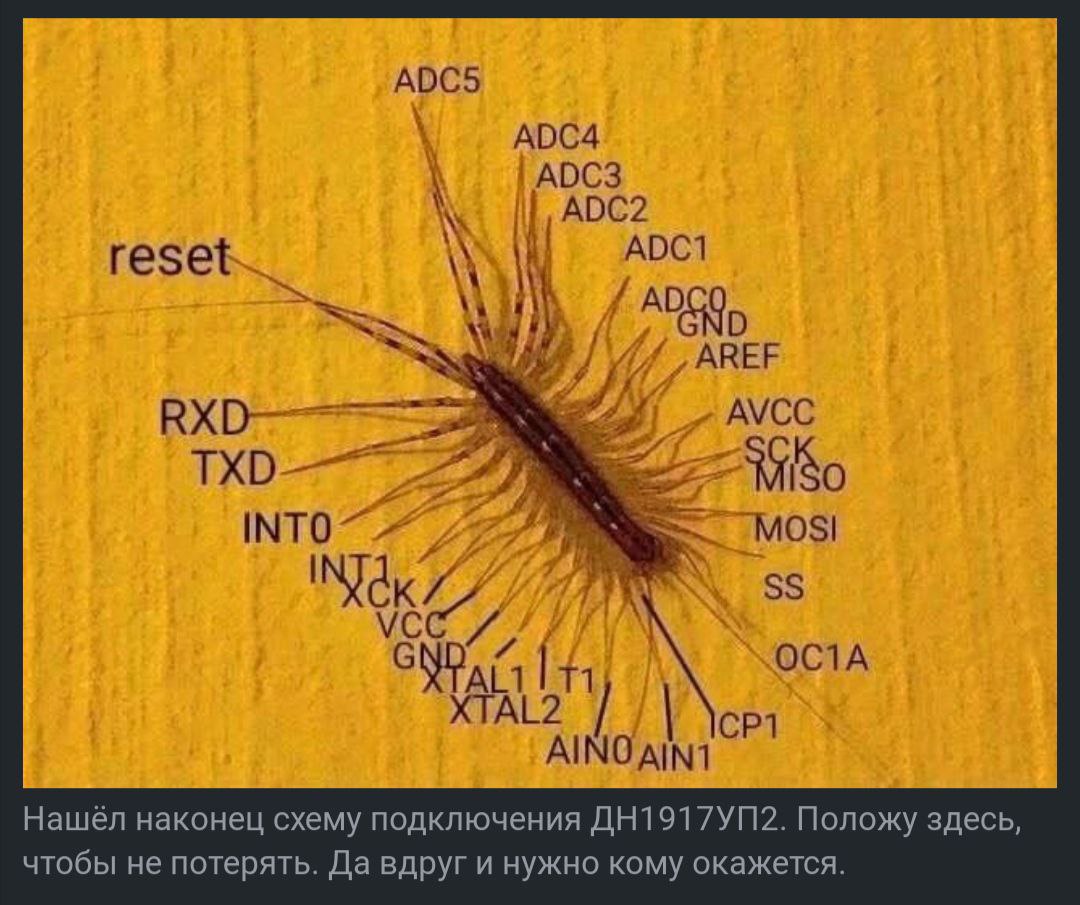 ADC5
ADC4
ADC3
ADC2
ADC1
reset
ADC0
GND
AREF
RXD
AVCC
SCK
TXD
MISO
INT0
MOSI
INT1
XCK
SS
VCC
GND
OC1A
XTAL1
T1
XTAL2
ICP1
AIN0
AIN1
Нашёл наконец схему подключения ДН1917УП2. Положу здесь,
чтобы не потерять. Да вдруг и нужно кому окажется.